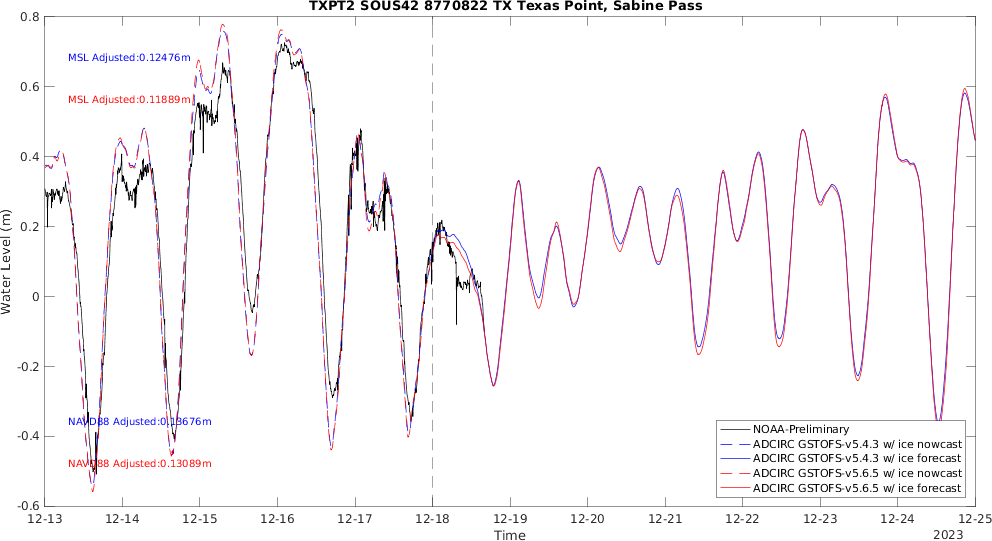 TXPT2 SOUS42 8770822 TX Texas Point, Sabine Pass
Water Level (m)
0.8
0.6
0.4
0.2
0
-0.2
-0.4
-0.6
MSL Adjusted:0.12476m
MSL Adjusted:0.11889m
NAVD88 Adjusted:0.13676m
NAVD88 Adjusted:0.13089m
NOAA-Preliminary
ADCIRC GSTOFS-v5.4.3 w/ ice nowcast
ADCIRC GSTOFS-v5.4.3 w/ ice forecast
ADCIRC GSTOFS-v5.6.5 w/ ice nowcast
ADCIRC GSTOFS-v5.6.5 w/ ice forecast
12-13 12-14 12-15 12-16 12-17 12-18 12-19 12-20 12-21 12-22 12-23 12-24 12-25
Time
2023